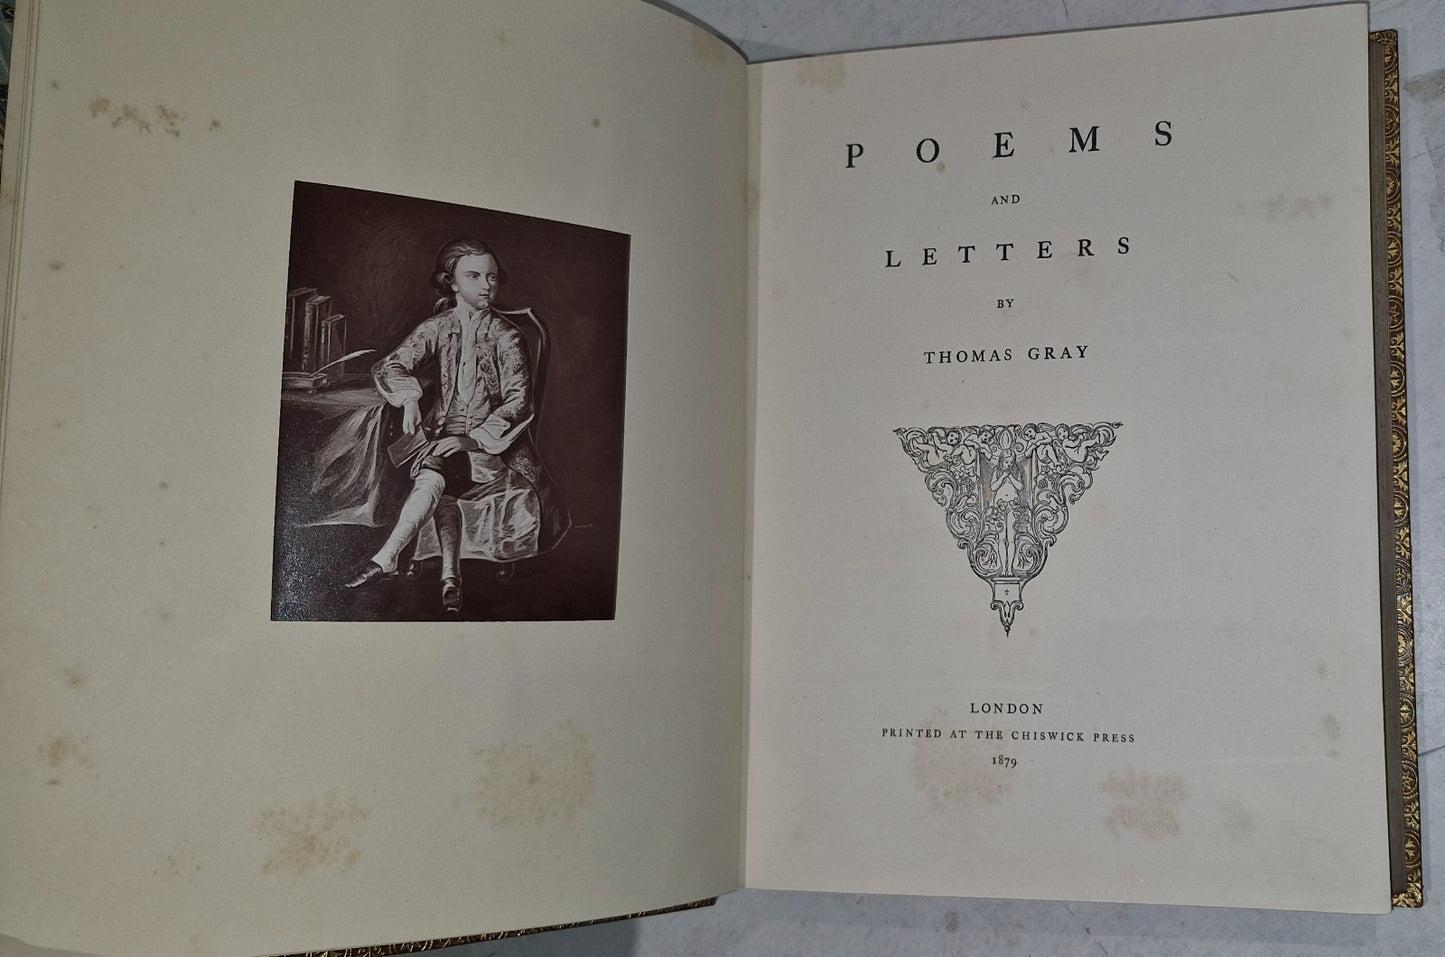 POEMS
AND
LETTERS
BY
THOMAS GRAY
LONDON
PRINTED AT THE CHISWICK PRESS
1879